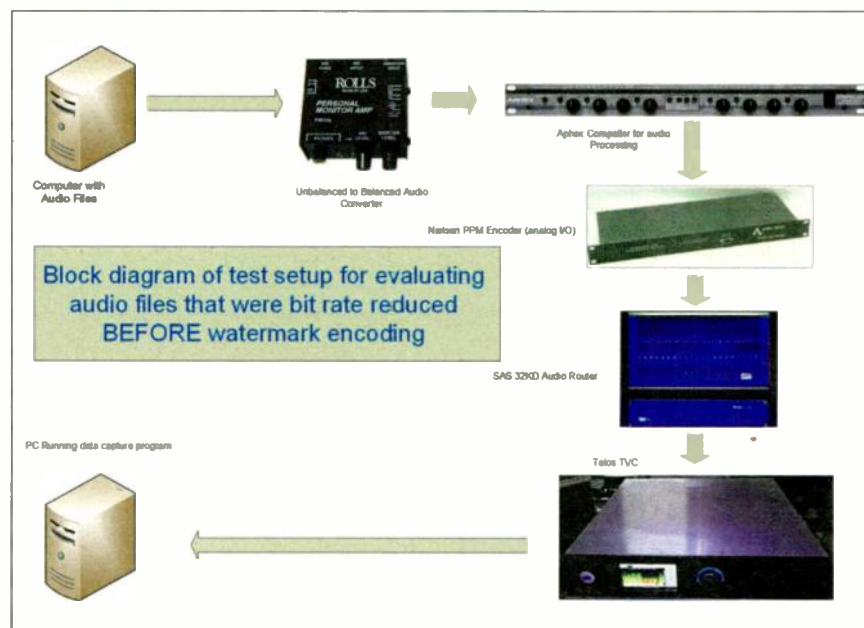 ROLLS
PERSONAL
MONITOR AMP
Computer with
Audio Files
Unbalanced to Balanced Audio
Converter
Aphex Compeller for audio
Processing
Nielsen PPM Encoder (analog I/O)
Block diagram of test setup for evaluating
audio files that were bit rate reduced
BEFORE watermark encoding
SAS 32KD Audio Router
PC Running data capture program
Telos TVC